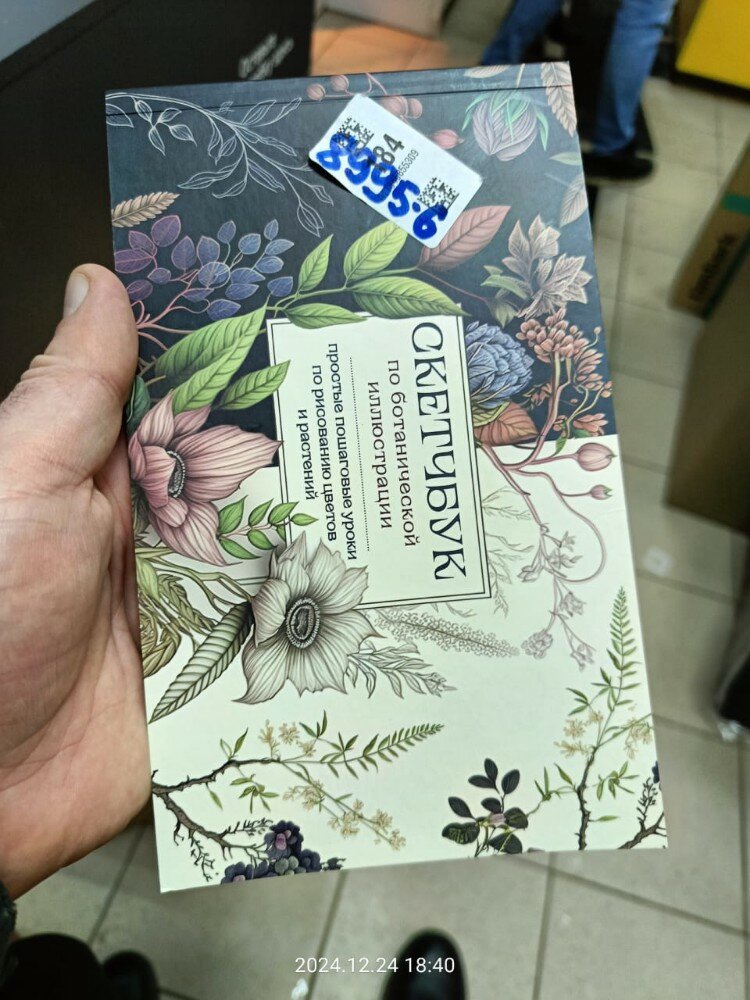 СКЕТЧБУК
по ботанической
иллюстрации
простые пошаговые уроки
по рисованию цветов
и растений
84
8995.6
2024.12.24 18:40